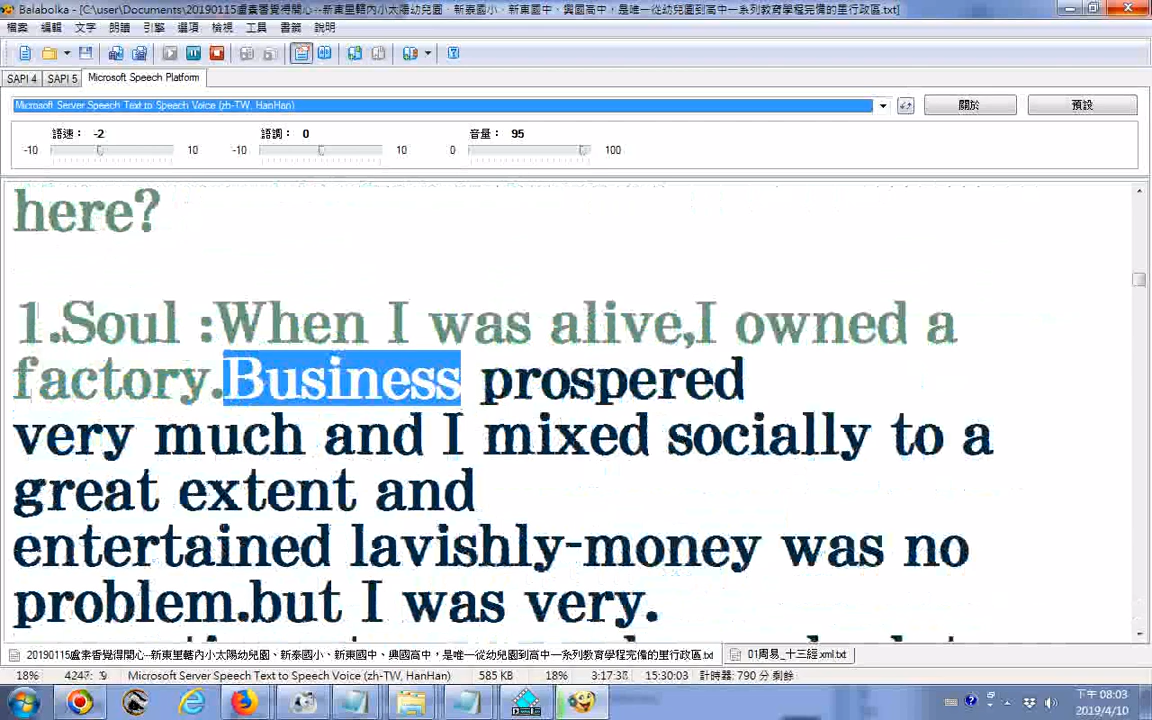 Balabolka - [C:\user\Documents\20190115盧素香覺得開心--新東里轄內小太陽幼兒園、新泰國小、新東國中、興國高中，是唯一從幼兒園到高中一系列教育學程完備的里行政區.txt]
檔案 編輯 文字 朗讀 引擎 選項 檢視 工具 書籤 說明
SAPI 4 SAPI 5 Microsoft Speech Platform
Microsoft Server Speech Text to Speech Voice (zh-TW, HanHan) 關於 預設
語速： -2 語調： 0 音量： 95
-10 10 -10 10 0 100
here?
1.Soul :When I was alive,I owned a
factory.Business prospered
very much and I mixed socially to a
great extent and
entertained lavishly-money was no
problem.but I was very.
20190115盧素香覺得開心--新東里轄內小太陽幼兒園、新泰國小、新東國中、興國高中，是唯一從幼兒園到高中一系列教育學程完備的里行政區.txt 01周易_十三經.xml.txt
18% Microsoft Server Speech Text to Speech Voice (zh-TW, HanHan) 585 KB 18% 3:17:38 15:30:03 計時器: 790 分 剩餘
下午 08:03
2019/4/10